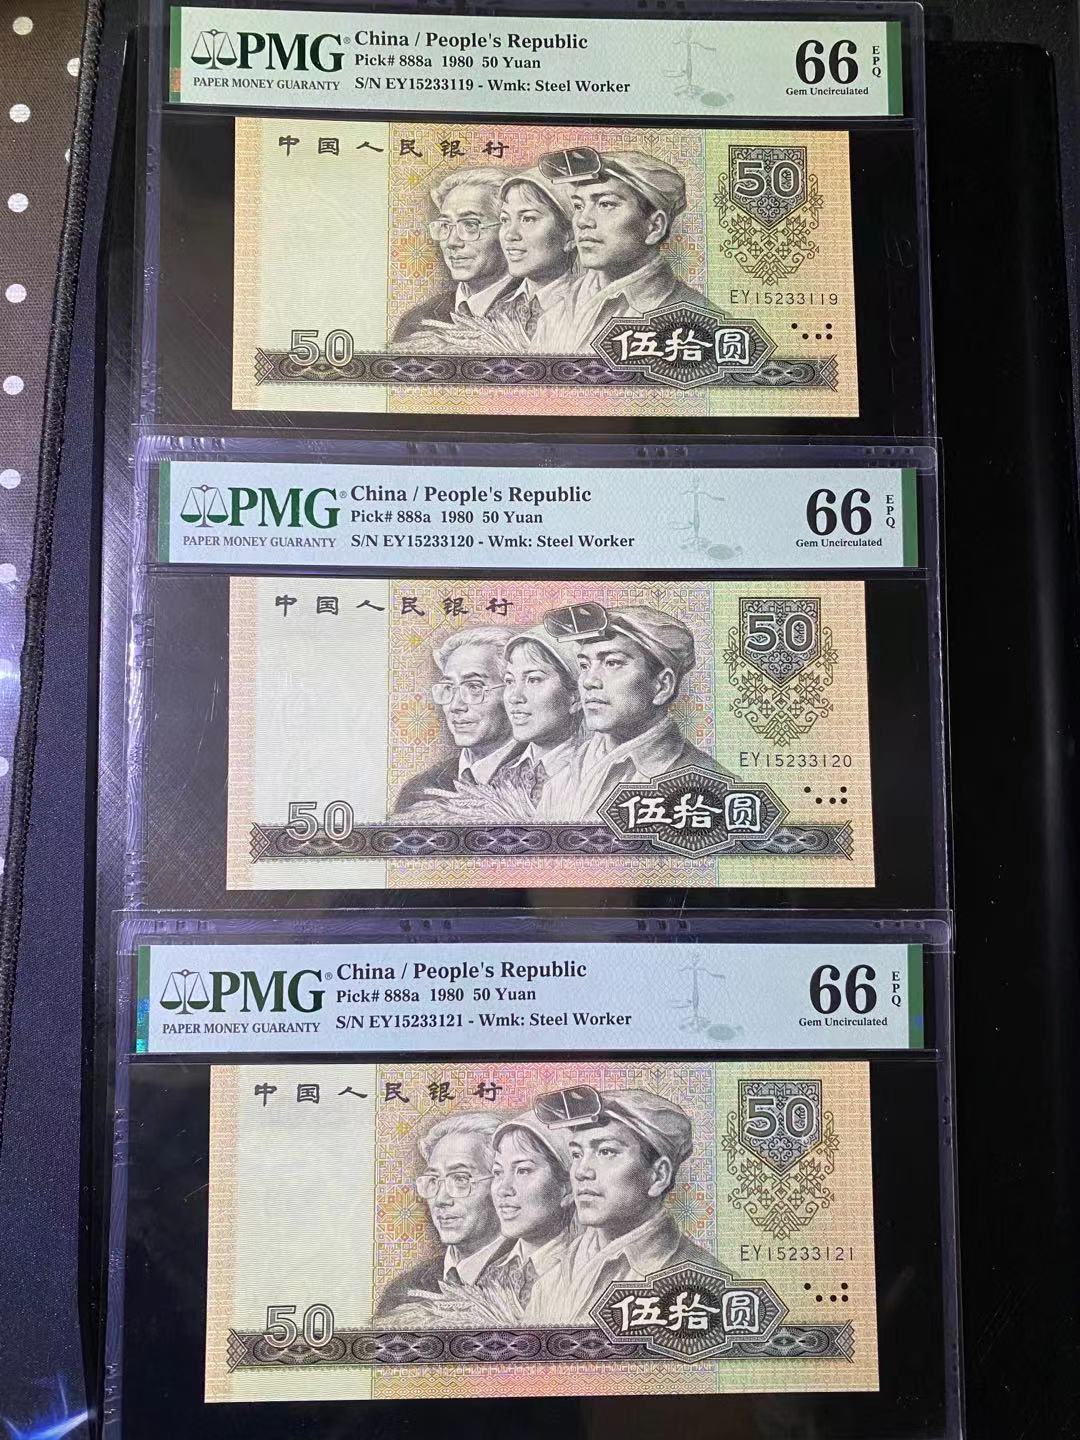 PMG®
PAPER MONEY GUARANTY
China / People's Republic
Pick# 888a 1980 50 Yuan
S/N EY15233119 - Wmk: Steel Worker
66 EPQ
Gem Uncirculated
中国人民银行
50
EY15233119
50
伍拾圆
PMG®
PAPER MONEY GUARANTY
China / People's Republic
Pick# 888a 1980 50 Yuan
S/N EY15233120 - Wmk: Steel Worker
66 EPQ
Gem Uncirculated
中国人民银行
50
EY15233120
50
伍拾圆
PMG®
PAPER MONEY GUARANTY
China / People's Republic
Pick# 888a 1980 50 Yuan
S/N EY15233121 - Wmk: Steel Worker
66 EPQ
Gem Uncirculated
中国人民银行
50
EY15233121
50
伍拾圆